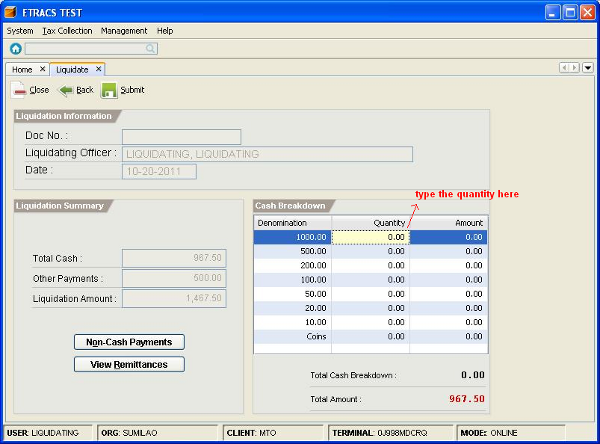 ETRACS TEST
System Tax Collection Management Help
Home Liquidate
Close Back Submit
Liquidation Information
Doc No. :
Liquidating Officer : LIQUIDATING, LIQUIDATING
Date : 10-20-2011
type the quantity here
Liquidation Summary
Total Cash : 967.50
Other Payments : 500.00
Liquidation Amount : 1,467.50
Non-Cash Payments
View Remittances
Cash Breakdown
Denomination Quantity Amount
1000.00 0.00 0.00
500.00 0.00 0.00
200.00 0.00 0.00
100.00 0.00 0.00
50.00 0.00 0.00
20.00 0.00 0.00
10.00 0.00 0.00
Coins 0.00 0.00
Total Cash Breakdown : 0.00
Total Amount : 967.50
USER: LIQUIDATING ORG: SUMILAO CLIENT: MTO TERMINAL: 0J998MDCRQ MODE: ONLINE